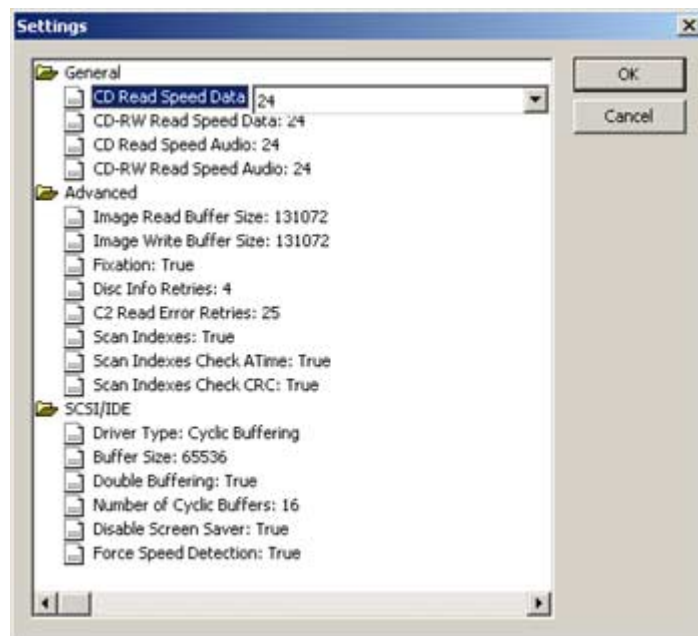 Settings
General
CD Read Speed Data 24
CD-RW Read Speed Data: 24
CD Read Speed Audio: 24
CD-RW Read Speed Audio: 24
Advanced
Image Read Buffer Size: 131072
Image Write Buffer Size: 131072
Fixation: True
Disc Info Retries: 4
C2 Read Error Retries: 25
Scan Indexes: True
Scan Indexes Check ATime: True
Scan Indexes Check CRC: True
SCSI/IDE
Driver Type: Cyclic Buffering
Buffer Size: 65536
Double Buffering: True
Number of Cyclic Buffers: 16
Disable Screen Saver: True
Force Speed Detection: True
OK
Cancel